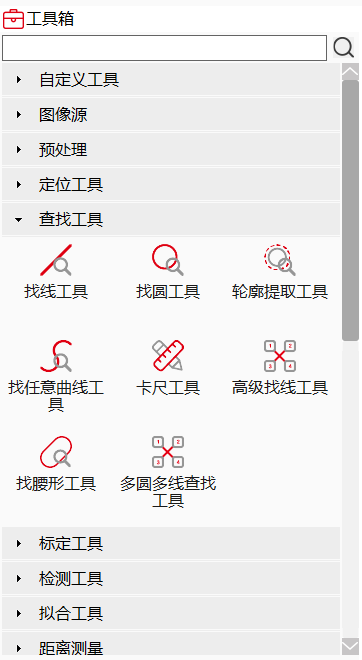 工具箱
自定义工具
图像源
预处理
定位工具
查找工具
找线工具 找圆工具 轮廓提取工具
找任意曲线工
具
卡尺工具 高级找线工具
找腰形工具 多圆多线查找
工具
标定工具
检测工具
拟合工具
距离测量